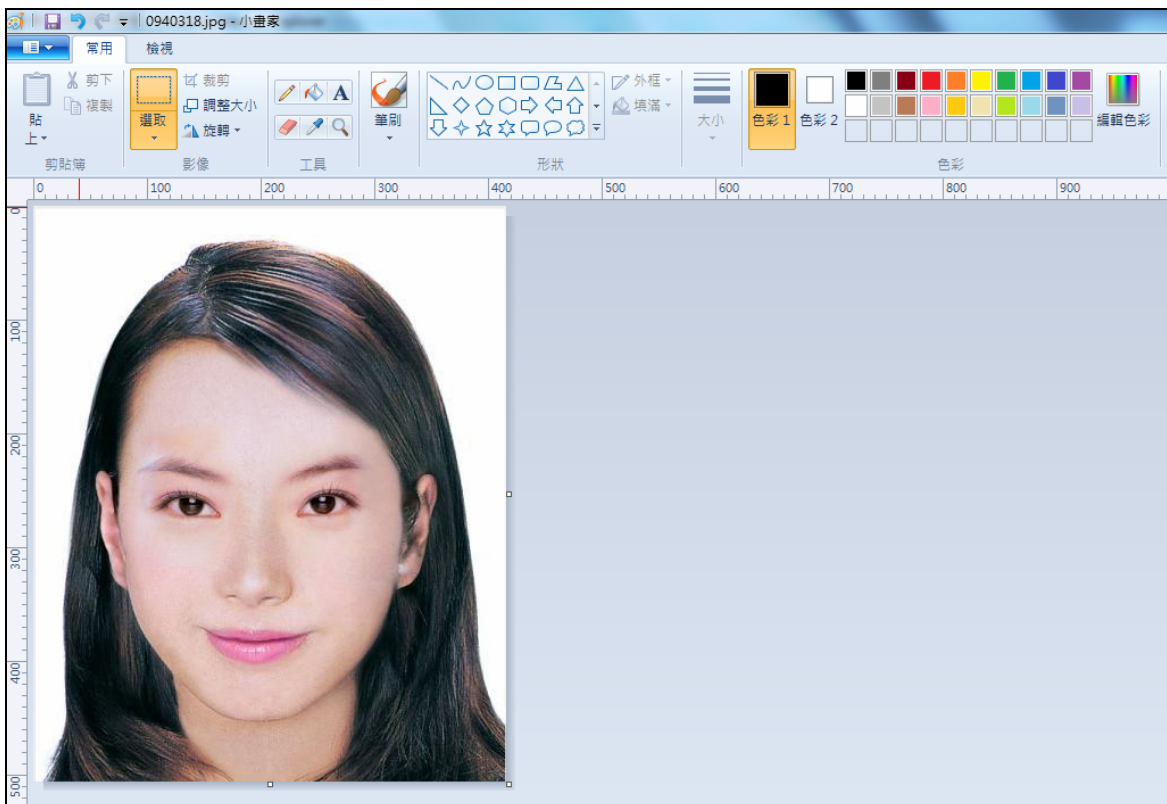 0940318.jpg - 小畫家
常用 檢視
貼上 剪下 複製
選取 裁剪 調整大小 旋轉
A
筆刷
外框 填滿
大小
色彩 1 色彩 2
編輯色彩
剪貼簿 影像 工具 形狀 色彩
0 100 200 300 400 500 600 700 800 900
0
100
200
300
400
500